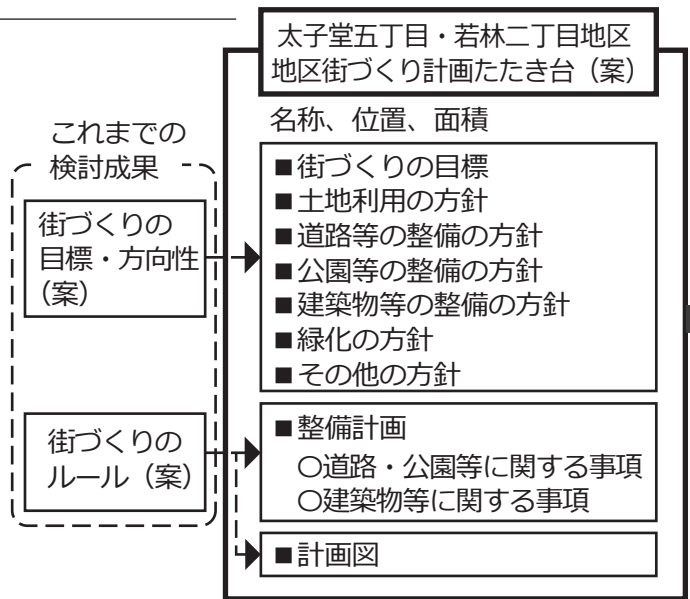 太子堂五丁目・若林二丁目地区
地区街づくり計画たたき台（案）
名称、位置、面積
これまでの
検討成果
街づくりの
目標・方向性
（案）
■街づくりの目標
■土地利用の方針
■道路等の整備の方針
■公園等の整備の方針
■建築物等の整備の方針
■緑化の方針
■その他の方針
街づくりの
ルール（案）
■整備計画
○道路・公園等に関する事項
○建築物等に関する事項
■計画図